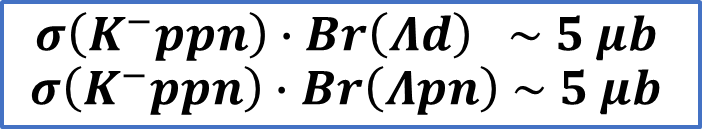 σ(K⁻ppn) · Br(Λd) ~ 5 μb
σ(K⁻ppn) · Br(Λpn) ~ 5 μb